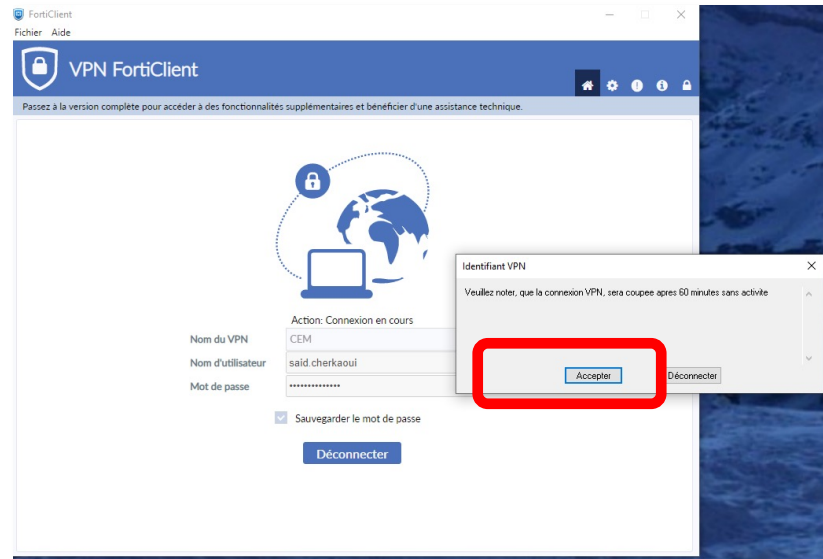 FortiClient
Fichier Aide
VPN FortiClient
Passez à la version complète pour accéder à des fonctionnalités supplémentaires et bénéficier d'une assistance technique.
Identifiant VPN
Veuillez noter, que la connexion VPN, sera coupee apres 60 minutes sans activite
Accepter
Déconnecter
Action: Connexion en cours
Nom du VPN CEM
Nom d'utilisateur said.cherkaoui
Mot de passe ••••••••••••••
Sauvegarder le mot de passe
Déconnecter